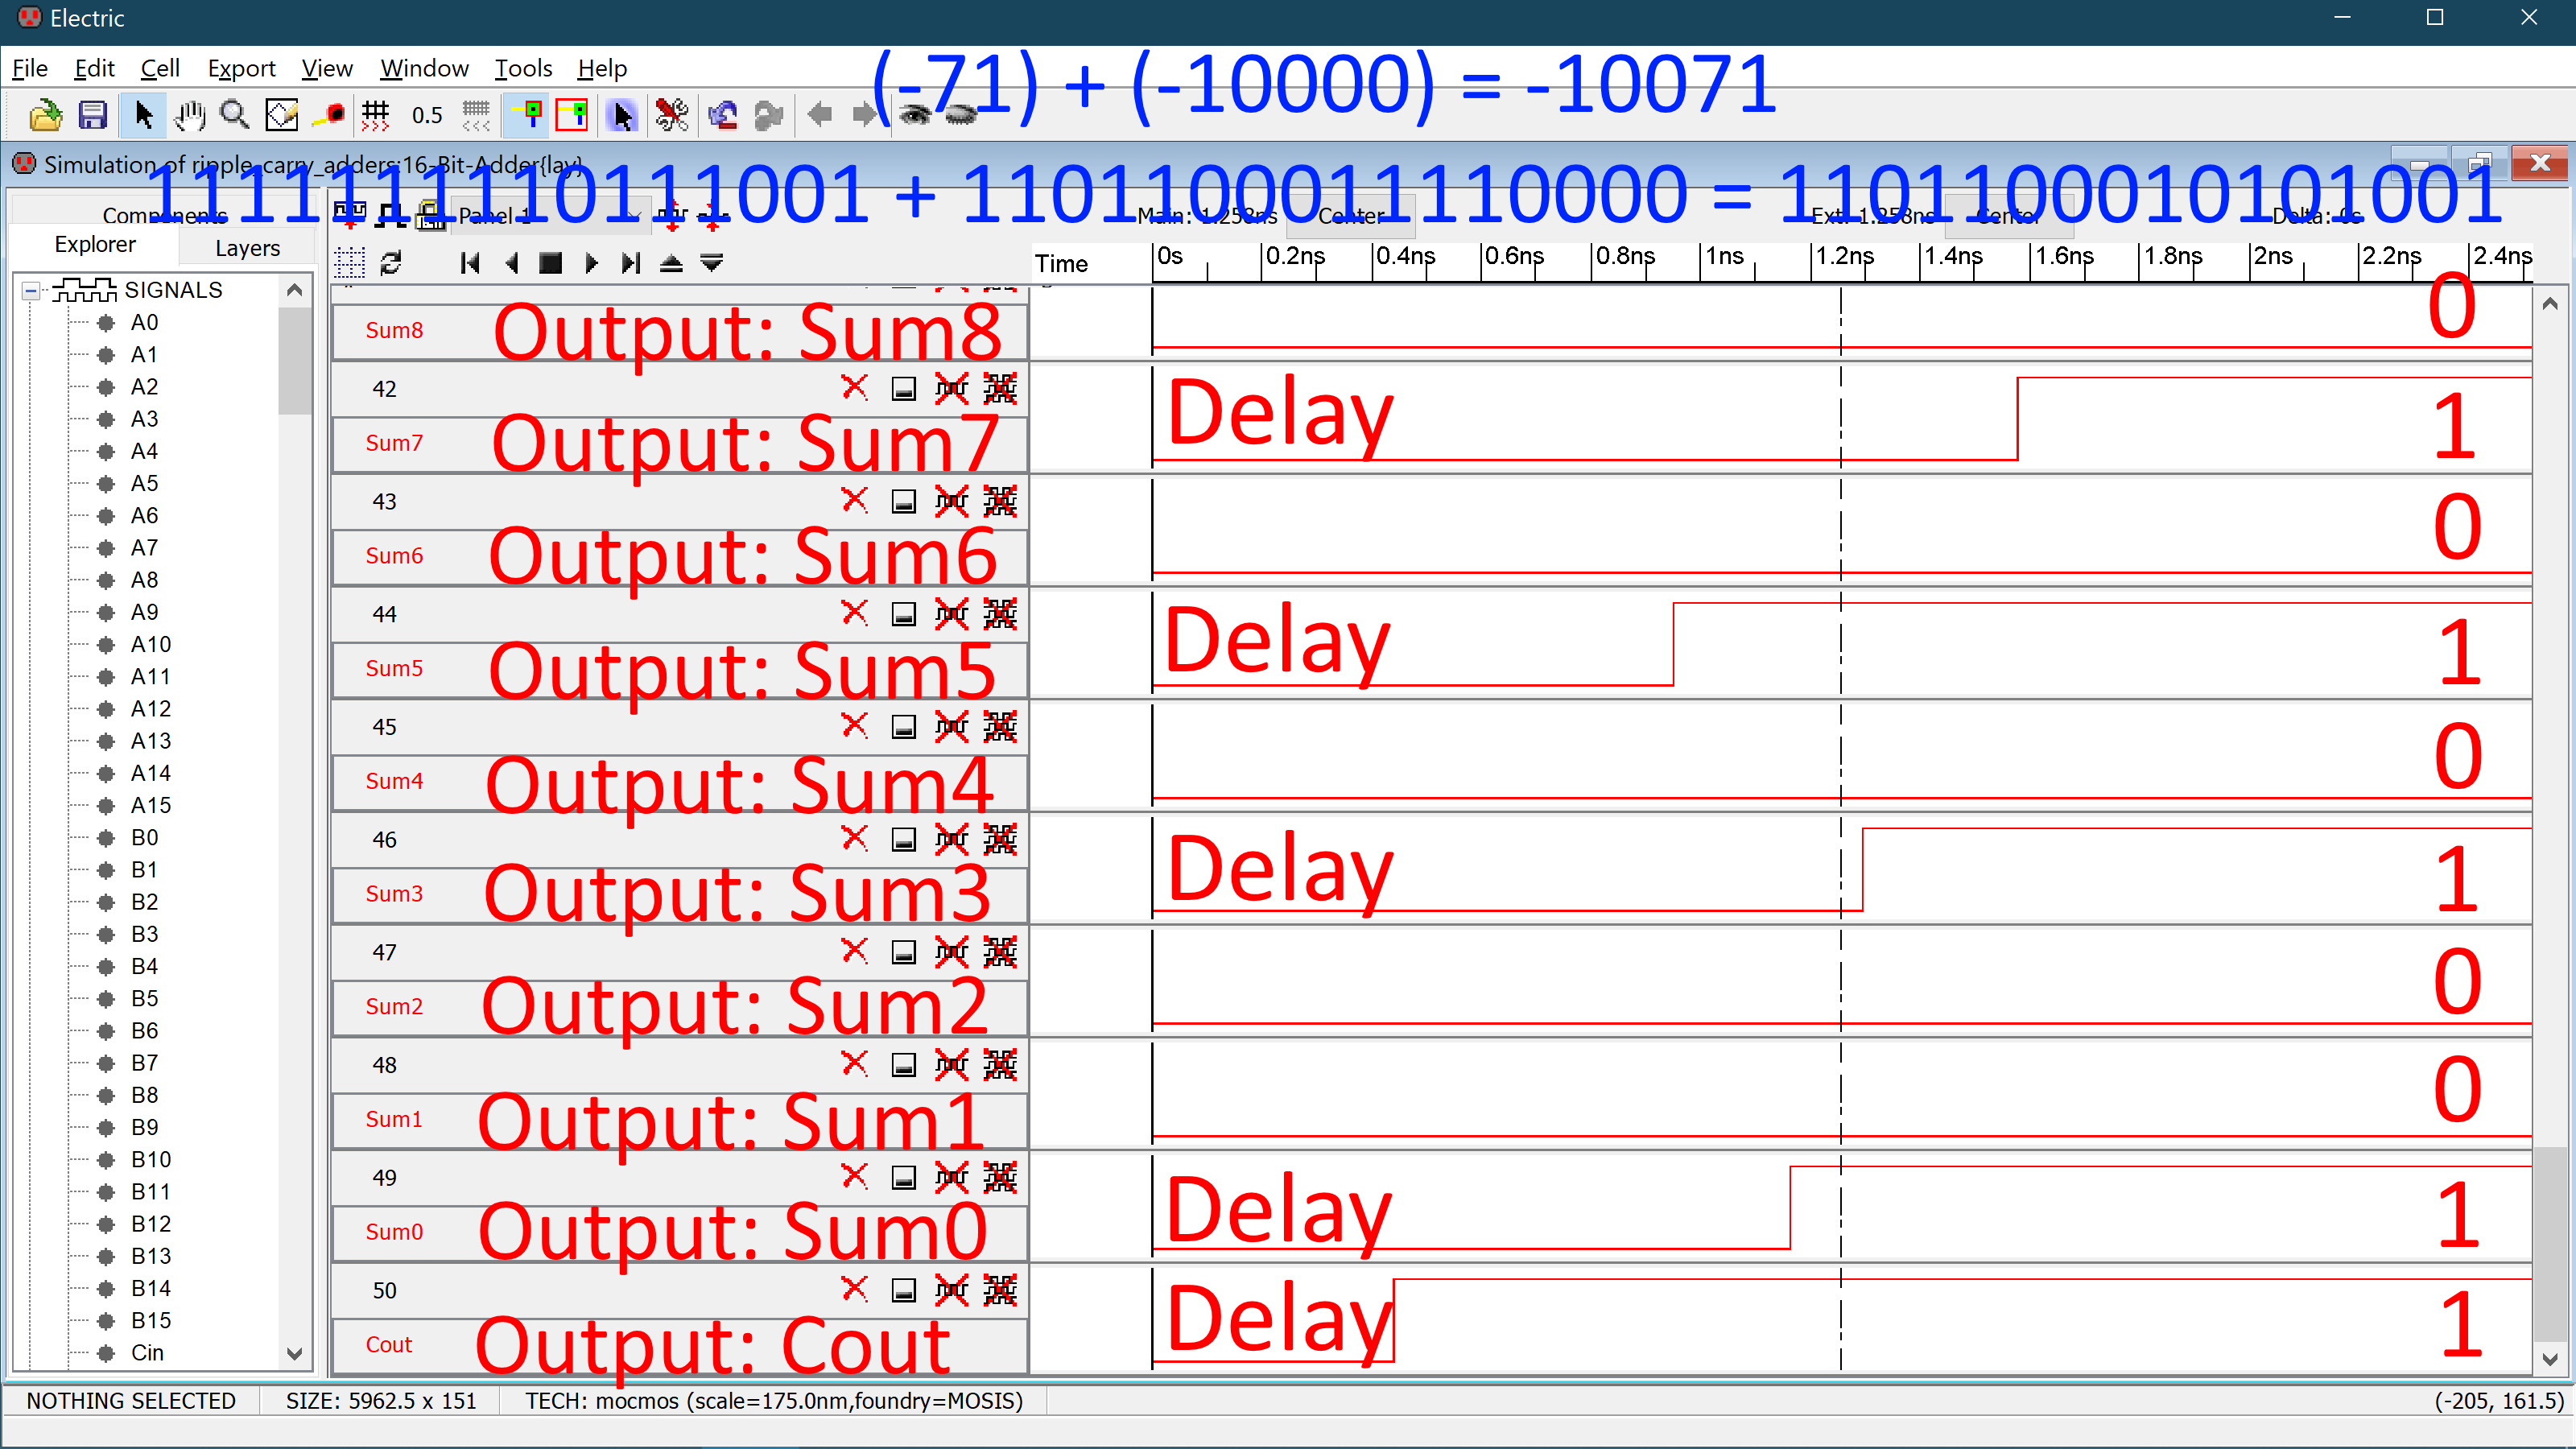 Electric
File Edit Cell Export View Window Tools Help
(-71) + (-10000) = -10071
0.5
Simulation of ripple_carry_adders:16-Bit-Adder{lay}
1111111110111001 + 1101100011110000 = 1101100010101001
Components
Panel 1
Main: 1.258ns Center Ext: 1.258ns Center Delta: 0s
Explorer Layers
Time 0s 0.2ns 0.4ns 0.6ns 0.8ns 1ns 1.2ns 1.4ns 1.6ns 1.8ns 2ns 2.2ns 2.4ns
SIGNALS
A0
A1
A2
A3
A4
A5
A6
A7
A8
A9
A10
A11
A12
A13
A14
A15
B0
B1
B2
B3
B4
B5
B6
B7
B8
B9
B10
B11
B12
B13
B14
B15
Cin
Sum8 Output: Sum8 0
42 Delay
Sum7 Output: Sum7 1
43
Sum6 Output: Sum6 0
44 Delay
Sum5 Output: Sum5 1
45
Sum4 Output: Sum4 0
46 Delay
Sum3 Output: Sum3 1
47
Sum2 Output: Sum2 0
48
Sum1 Output: Sum1 0
49 Delay
Sum0 Output: Sum0 1
50 Delay
Cout Output: Cout 1
NOTHING SELECTED SIZE: 5962.5 x 151 TECH: mocmos (scale=175.0nm,foundry=MOSIS) (-205, 161.5)